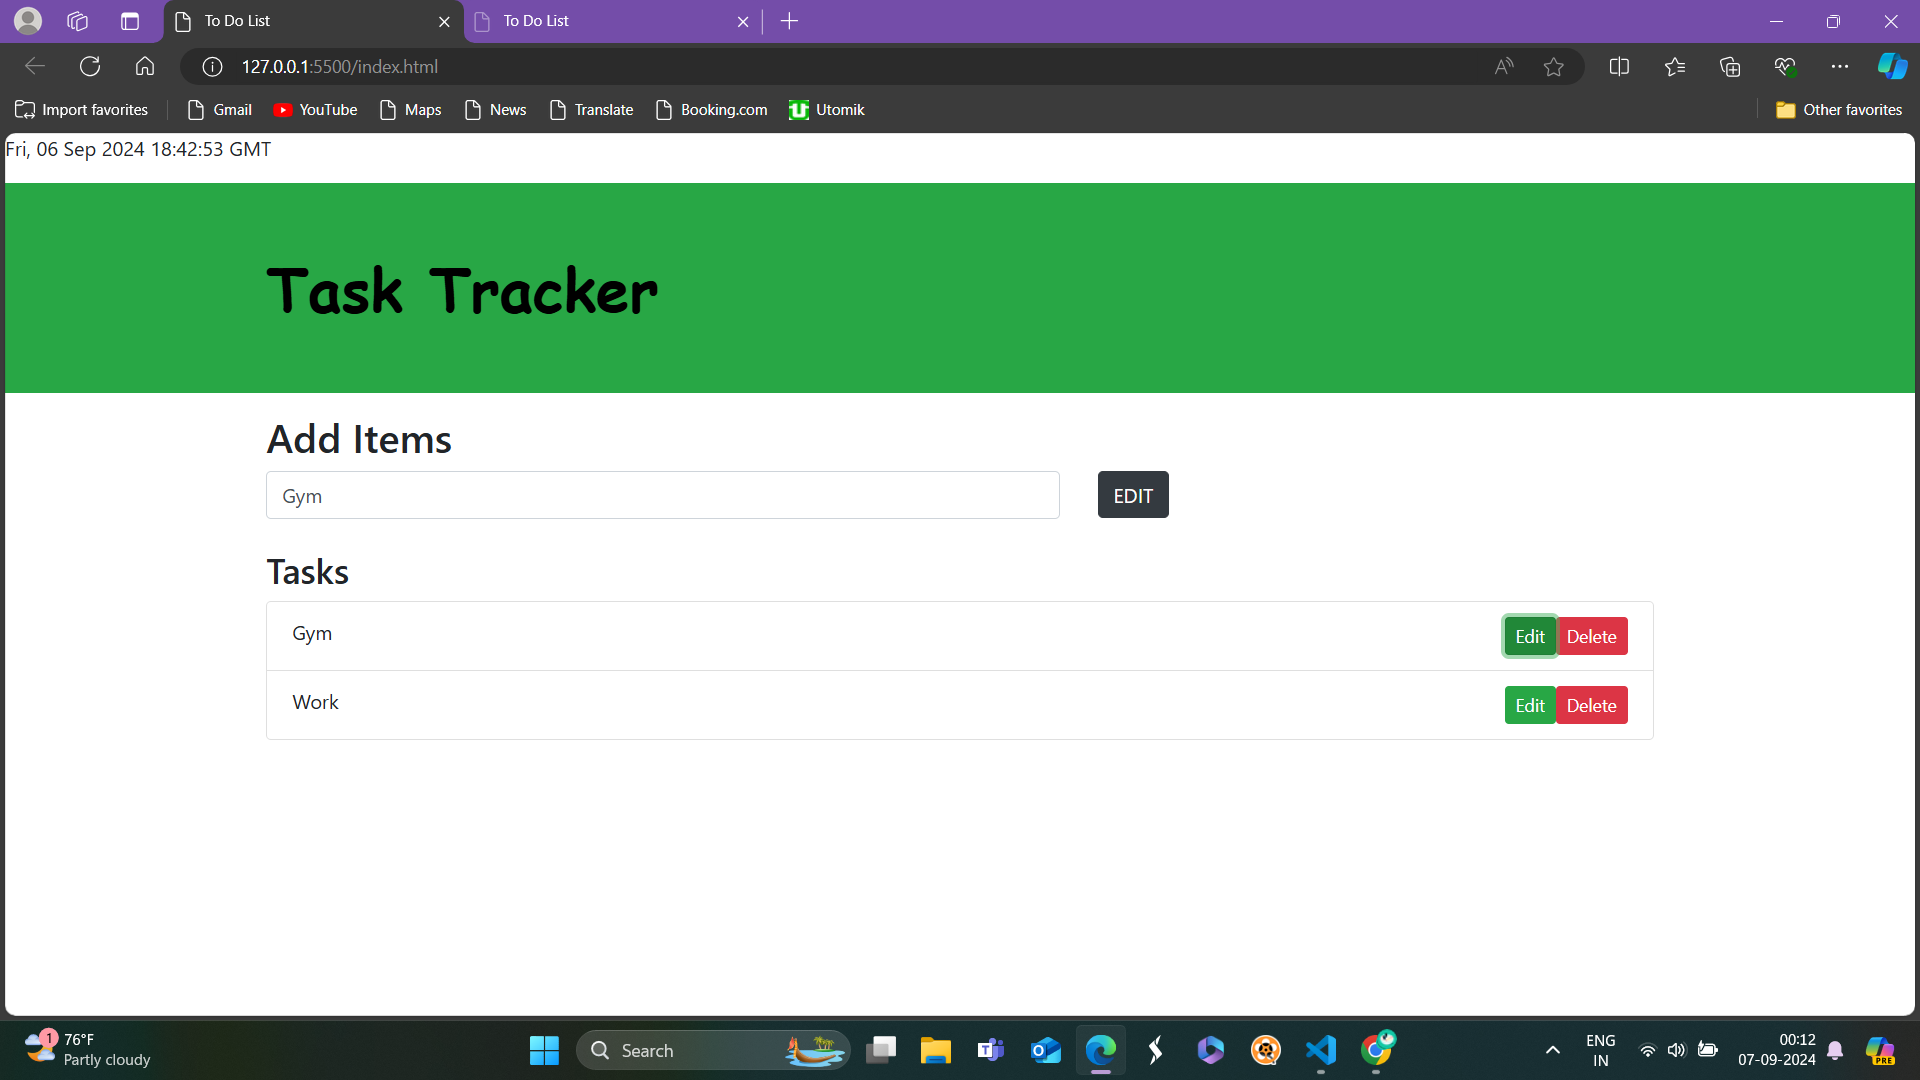 To Do List
To Do List
127.0.0.1:5500/index.html
Import favorites Gmail YouTube Maps News Translate Booking.com Utomik Other favorites
Fri, 06 Sep 2024 18:42:53 GMT
Task Tracker
Add Items
Gym EDIT
Tasks
Gym Edit Delete
Work Edit Delete
1 76°F
Partly cloudy
Search
ENG
IN
00:12
07-09-2024
PRE